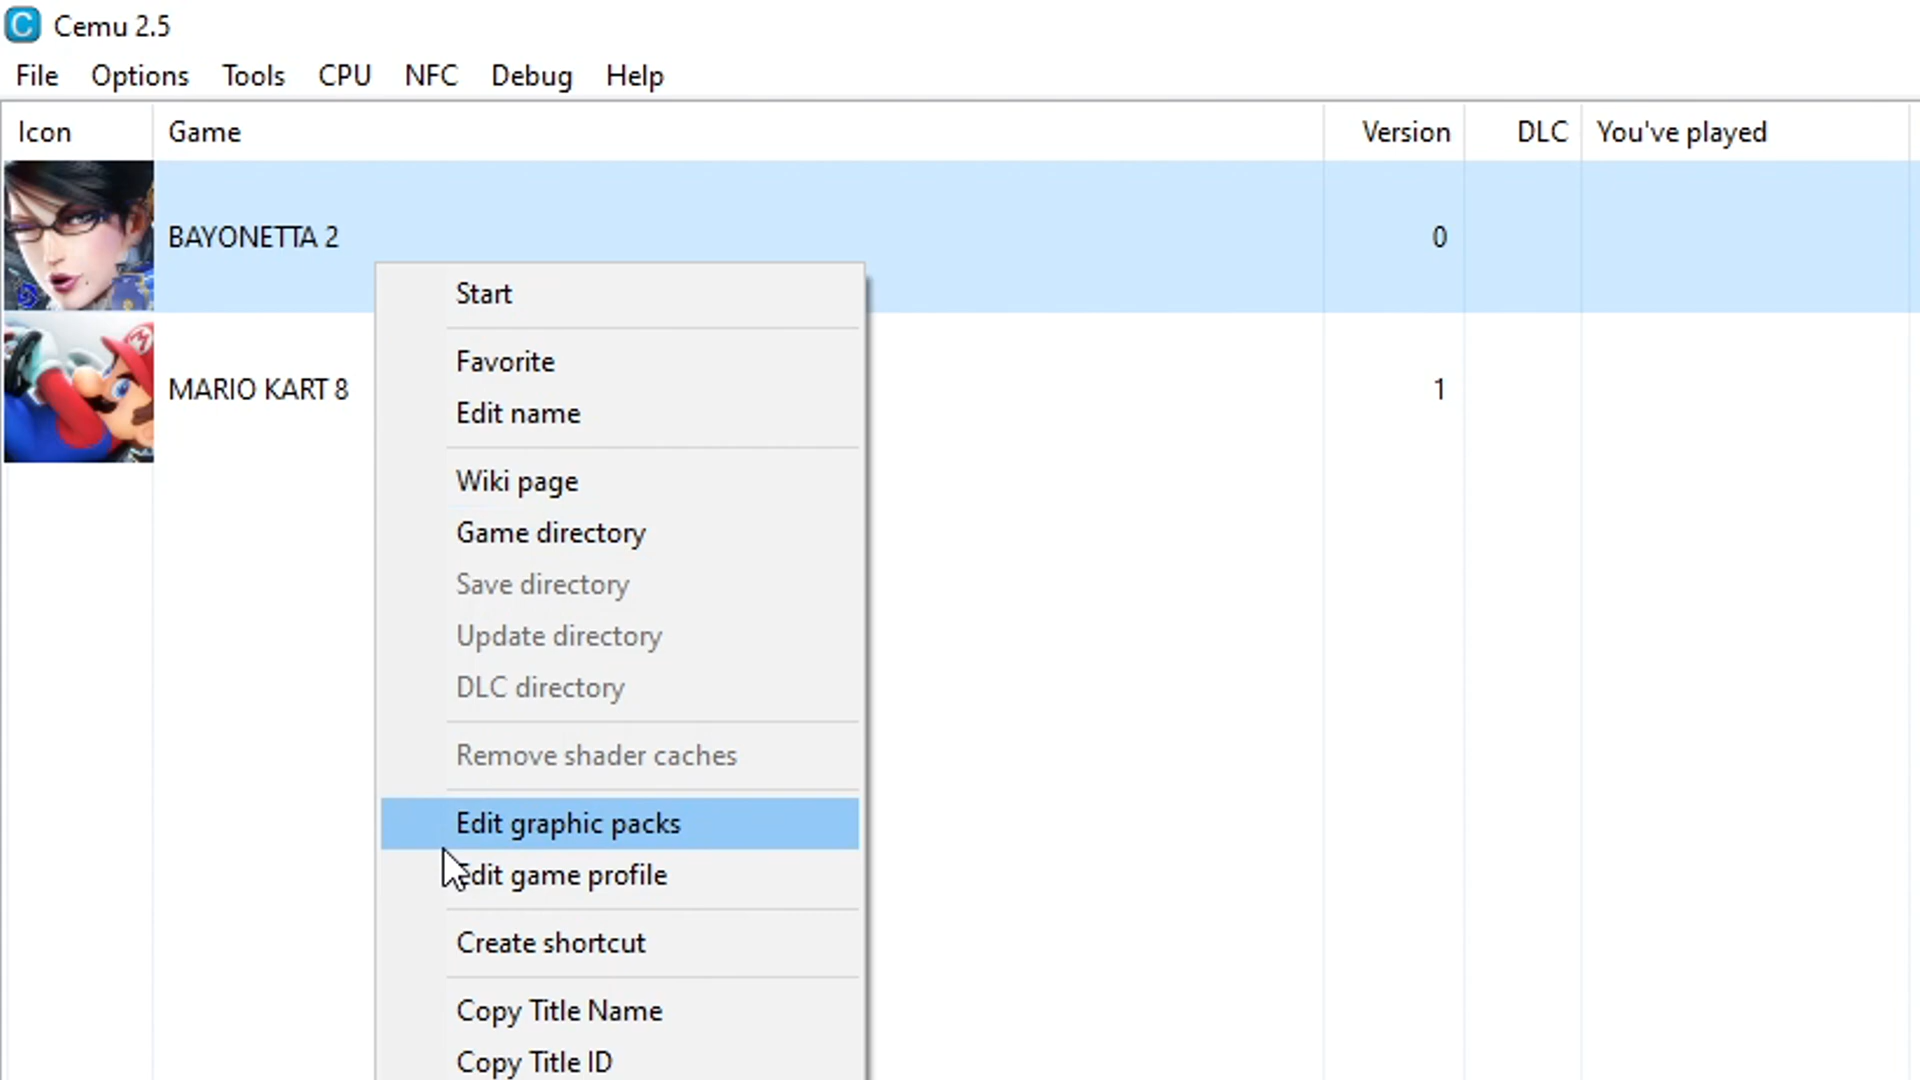 Cemu 2.5
File Options Tools CPU NFC Debug Help
Icon Game Version DLC You've played
BAYONETTA 2 0
MARIO KART 8 1
Start
Favorite
Edit name
Wiki page
Game directory
Save directory
Update directory
DLC directory
Remove shader caches
Edit graphic packs
Edit game profile
Create shortcut
Copy Title Name
Copy Title ID